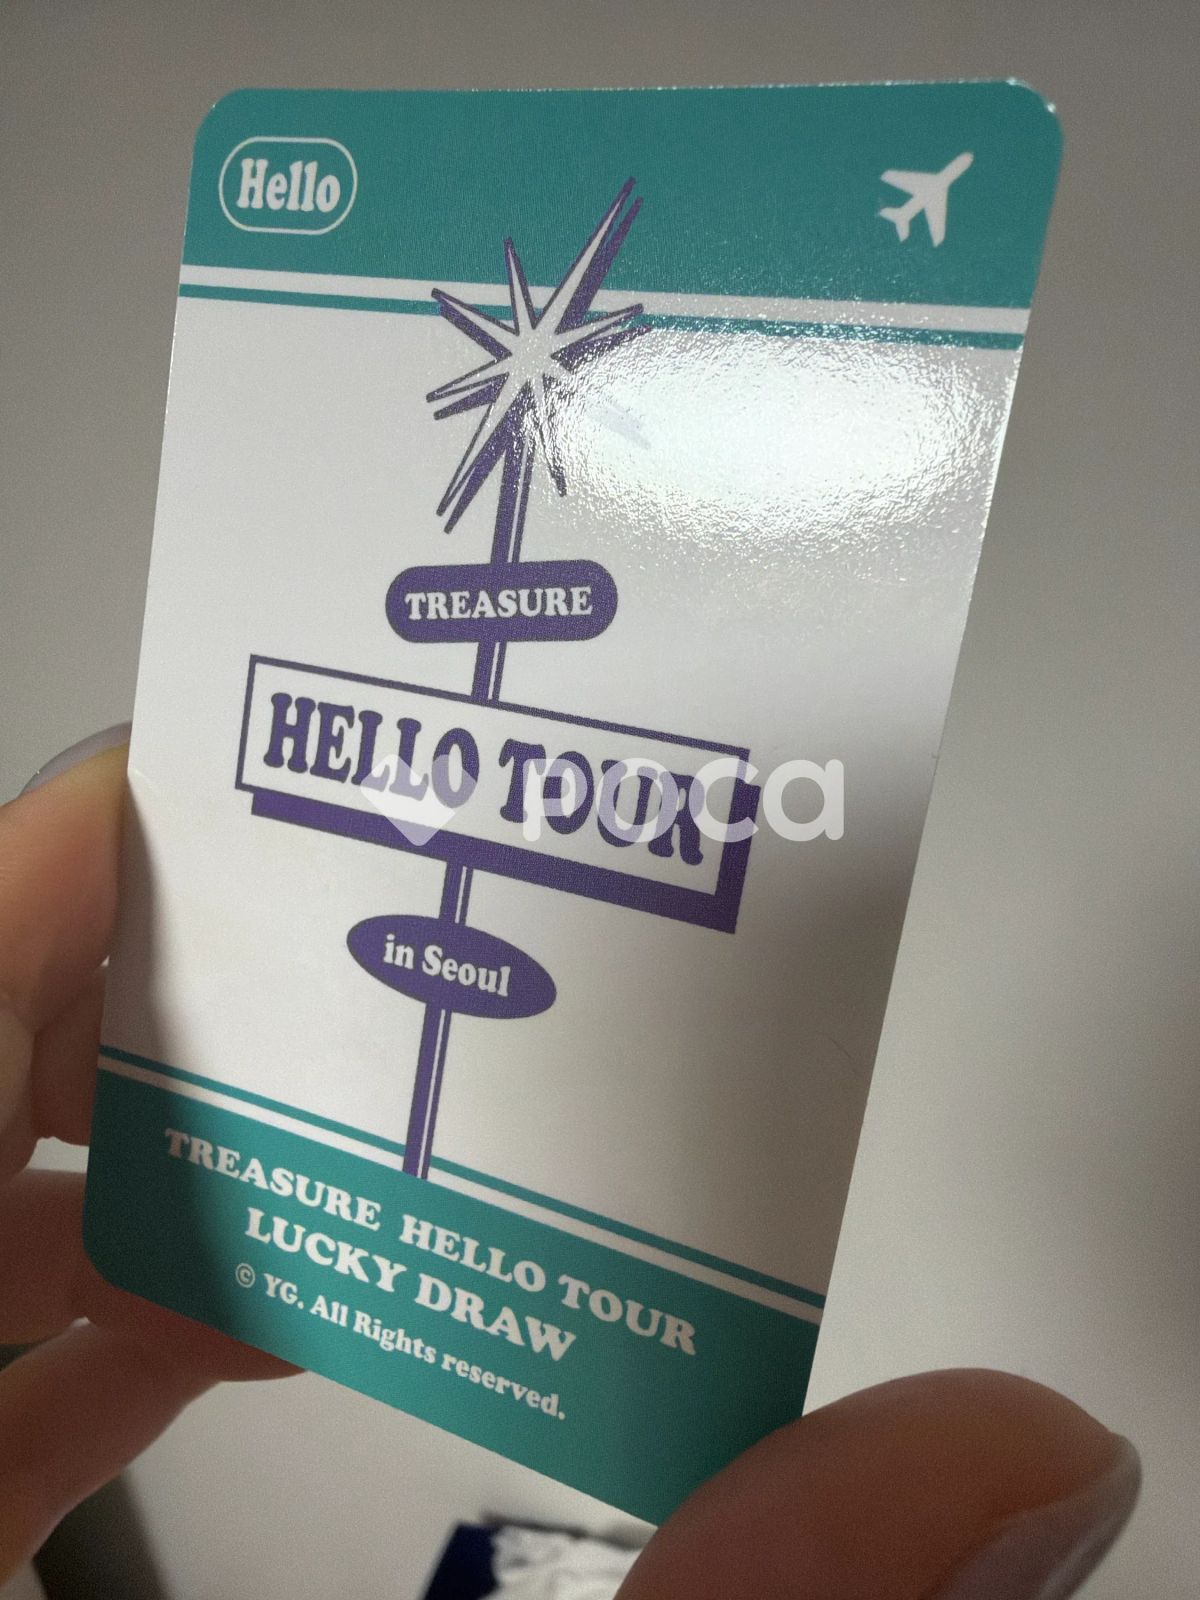 Hello
TREASURE
HELLO TOUR
poca
in Seoul
TREASURE HELLO TOUR
LUCKY DRAW
© YG. All Rights reserved.